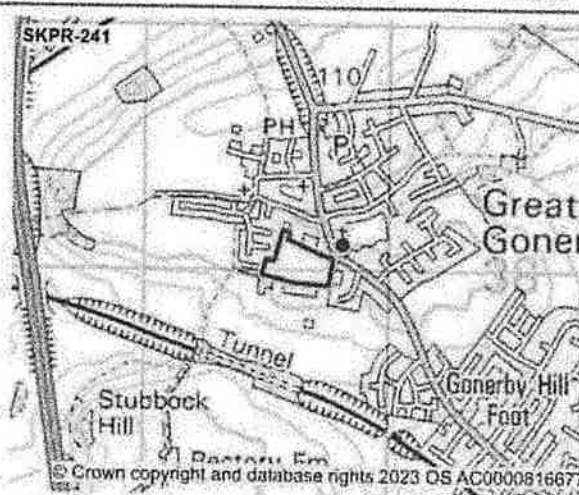 SKPR-241
110
PH
P
Great
Goner
Tunnel
Gonerby Hill
Foot
Stubbock
Hill
© Crown copyright and database rights 2023 OS AC000081667